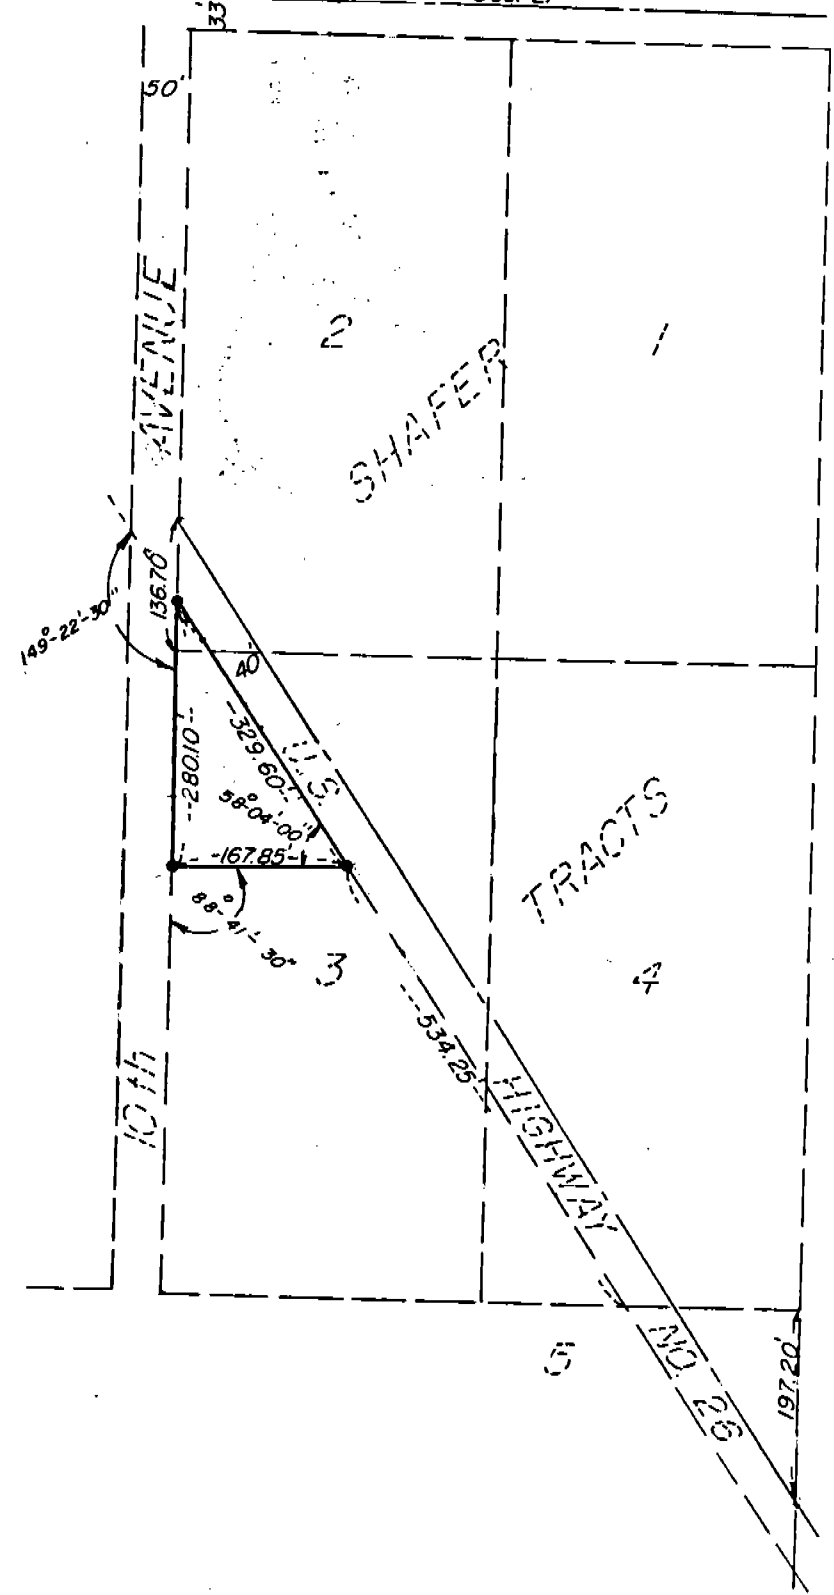 33'
50'
AVENUE
2
1
SHAFER
136.70'
149°-22'-30"
40'
280.10'
329.60'
U.S.
58°-04'-00"
167.85'
88°-41'-30"
TRACTS
3
4
534.25'
10th
HIGHWAY
5
NO. 26
197.20'